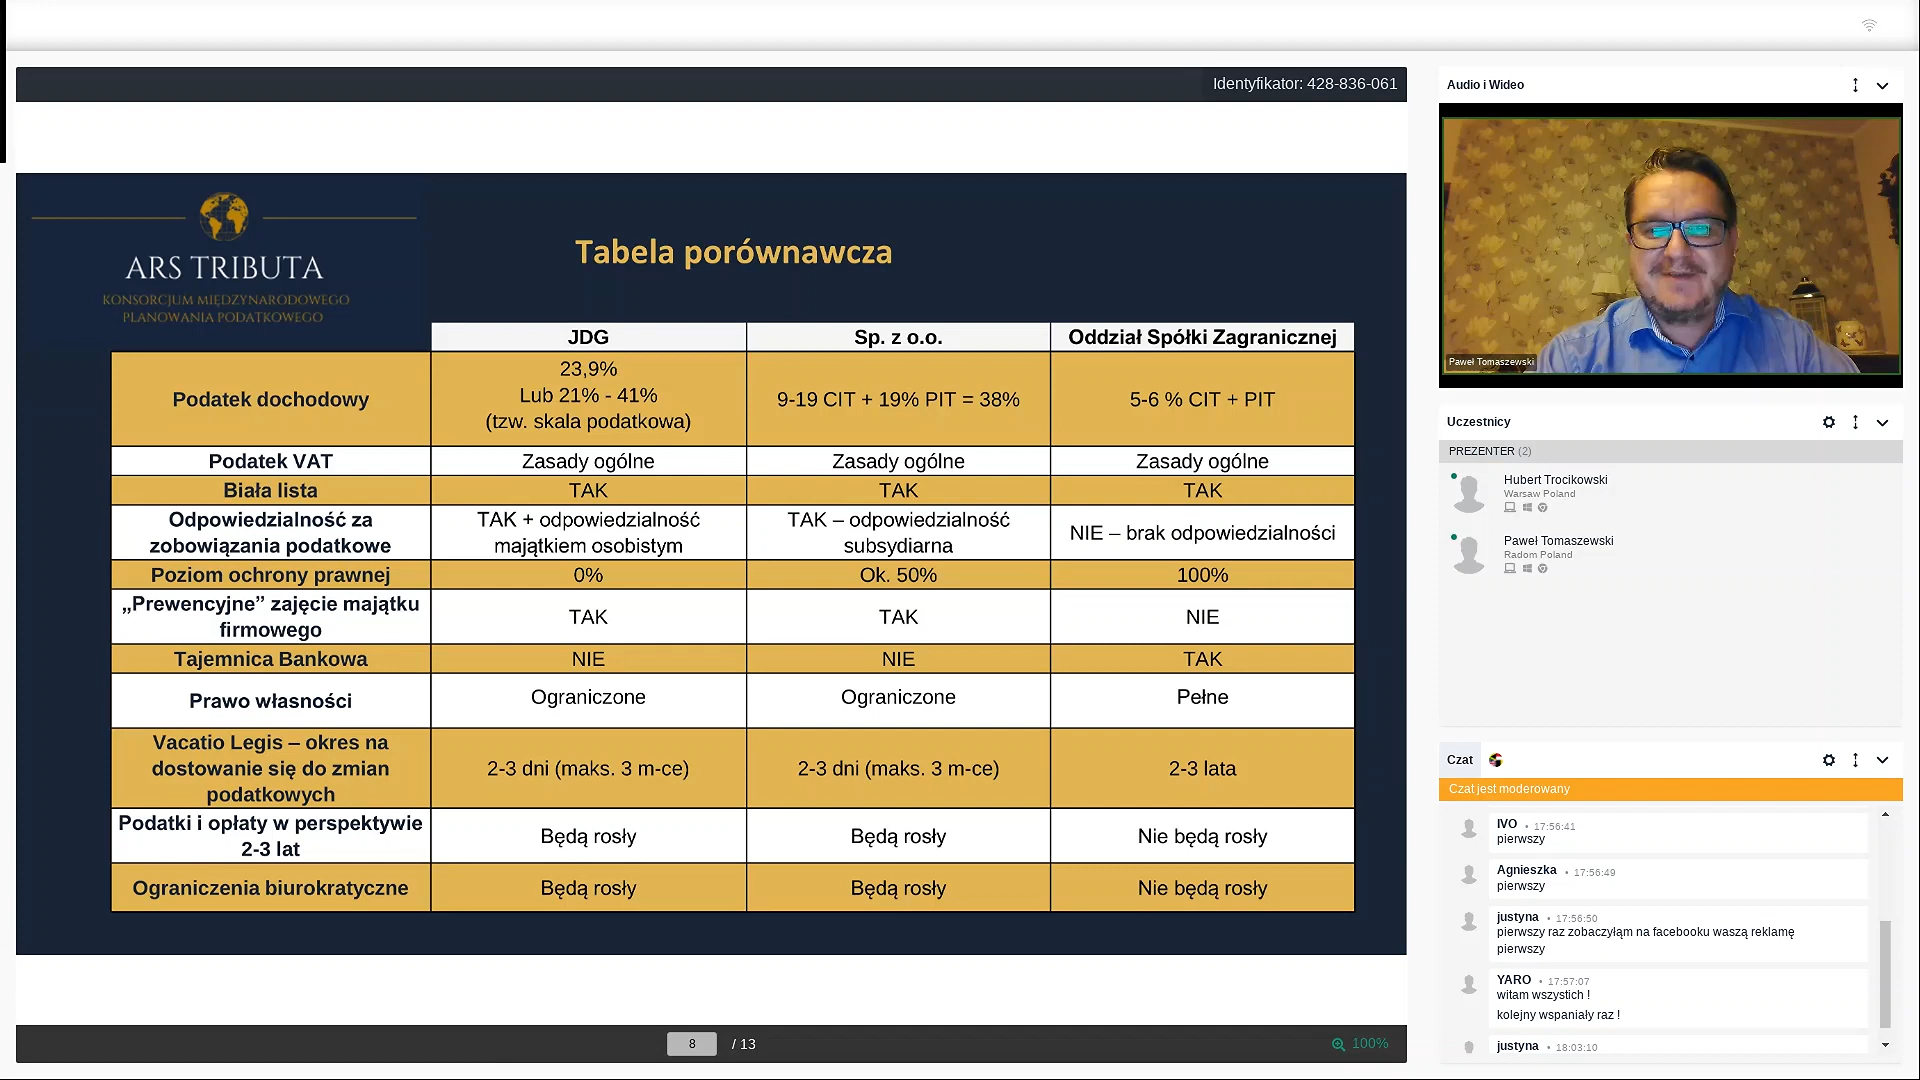 Identyfikator: 428-836-061
ARS TRIBUTA
KONSORCJUM MIĘDZYNARODOWEGO
PLANOWANIA PODATKOWEGO
Tabela porównawcza
JDG
Sp. z o.o.
Oddział Spółki Zagranicznej
Podatek dochodowy
23,9%
Lub 21% - 41%
(tzw. skala podatkowa)
9-19 CIT + 19% PIT = 38%
5-6 % CIT + PIT
Podatek VAT
Zasady ogólne
Zasady ogólne
Zasady ogólne
Biała lista
TAK
TAK
TAK
Odpowiedzialność za
zobowiązania podatkowe
TAK + odpowiedzialność
majątkiem osobistym
TAK – odpowiedzialność
subsydiarna
NIE – brak odpowiedzialności
Poziom ochrony prawnej
0%
Ok. 50%
100%
„Prewencyjne” zajęcie majątku
firmowego
TAK
TAK
NIE
Tajemnica Bankowa
NIE
NIE
TAK
Prawo własności
Ograniczone
Ograniczone
Pełne
Vacatio Legis – okres na
dostowanie się do zmian
podatkowych
2-3 dni (maks. 3 m-ce)
2-3 dni (maks. 3 m-ce)
2-3 lata
Podatki i opłaty w perspektywie
2-3 lat
Będą rosły
Będą rosły
Nie będą rosły
Ograniczenia biurokratyczne
Będą rosły
Będą rosły
Nie będą rosły
8 / 13
100%
Audio i Wideo
Paweł Tomaszewski
Uczestnicy
PREZENTER (2)
Hubert Trocikowski
Warsaw Poland
Paweł Tomaszewski
Radom Poland
Czat
Czat jest moderowany
IVO • 17:56:41
pierwszy
Agnieszka • 17:56:49
pierwszy
justyna • 17:56:50
pierwszy raz zobaczyłąm na facebooku waszą reklamę
pierwszy
YARO • 17:57:07
witam wszystich !
kolejny wspaniały raz !
justyna • 18:03:10